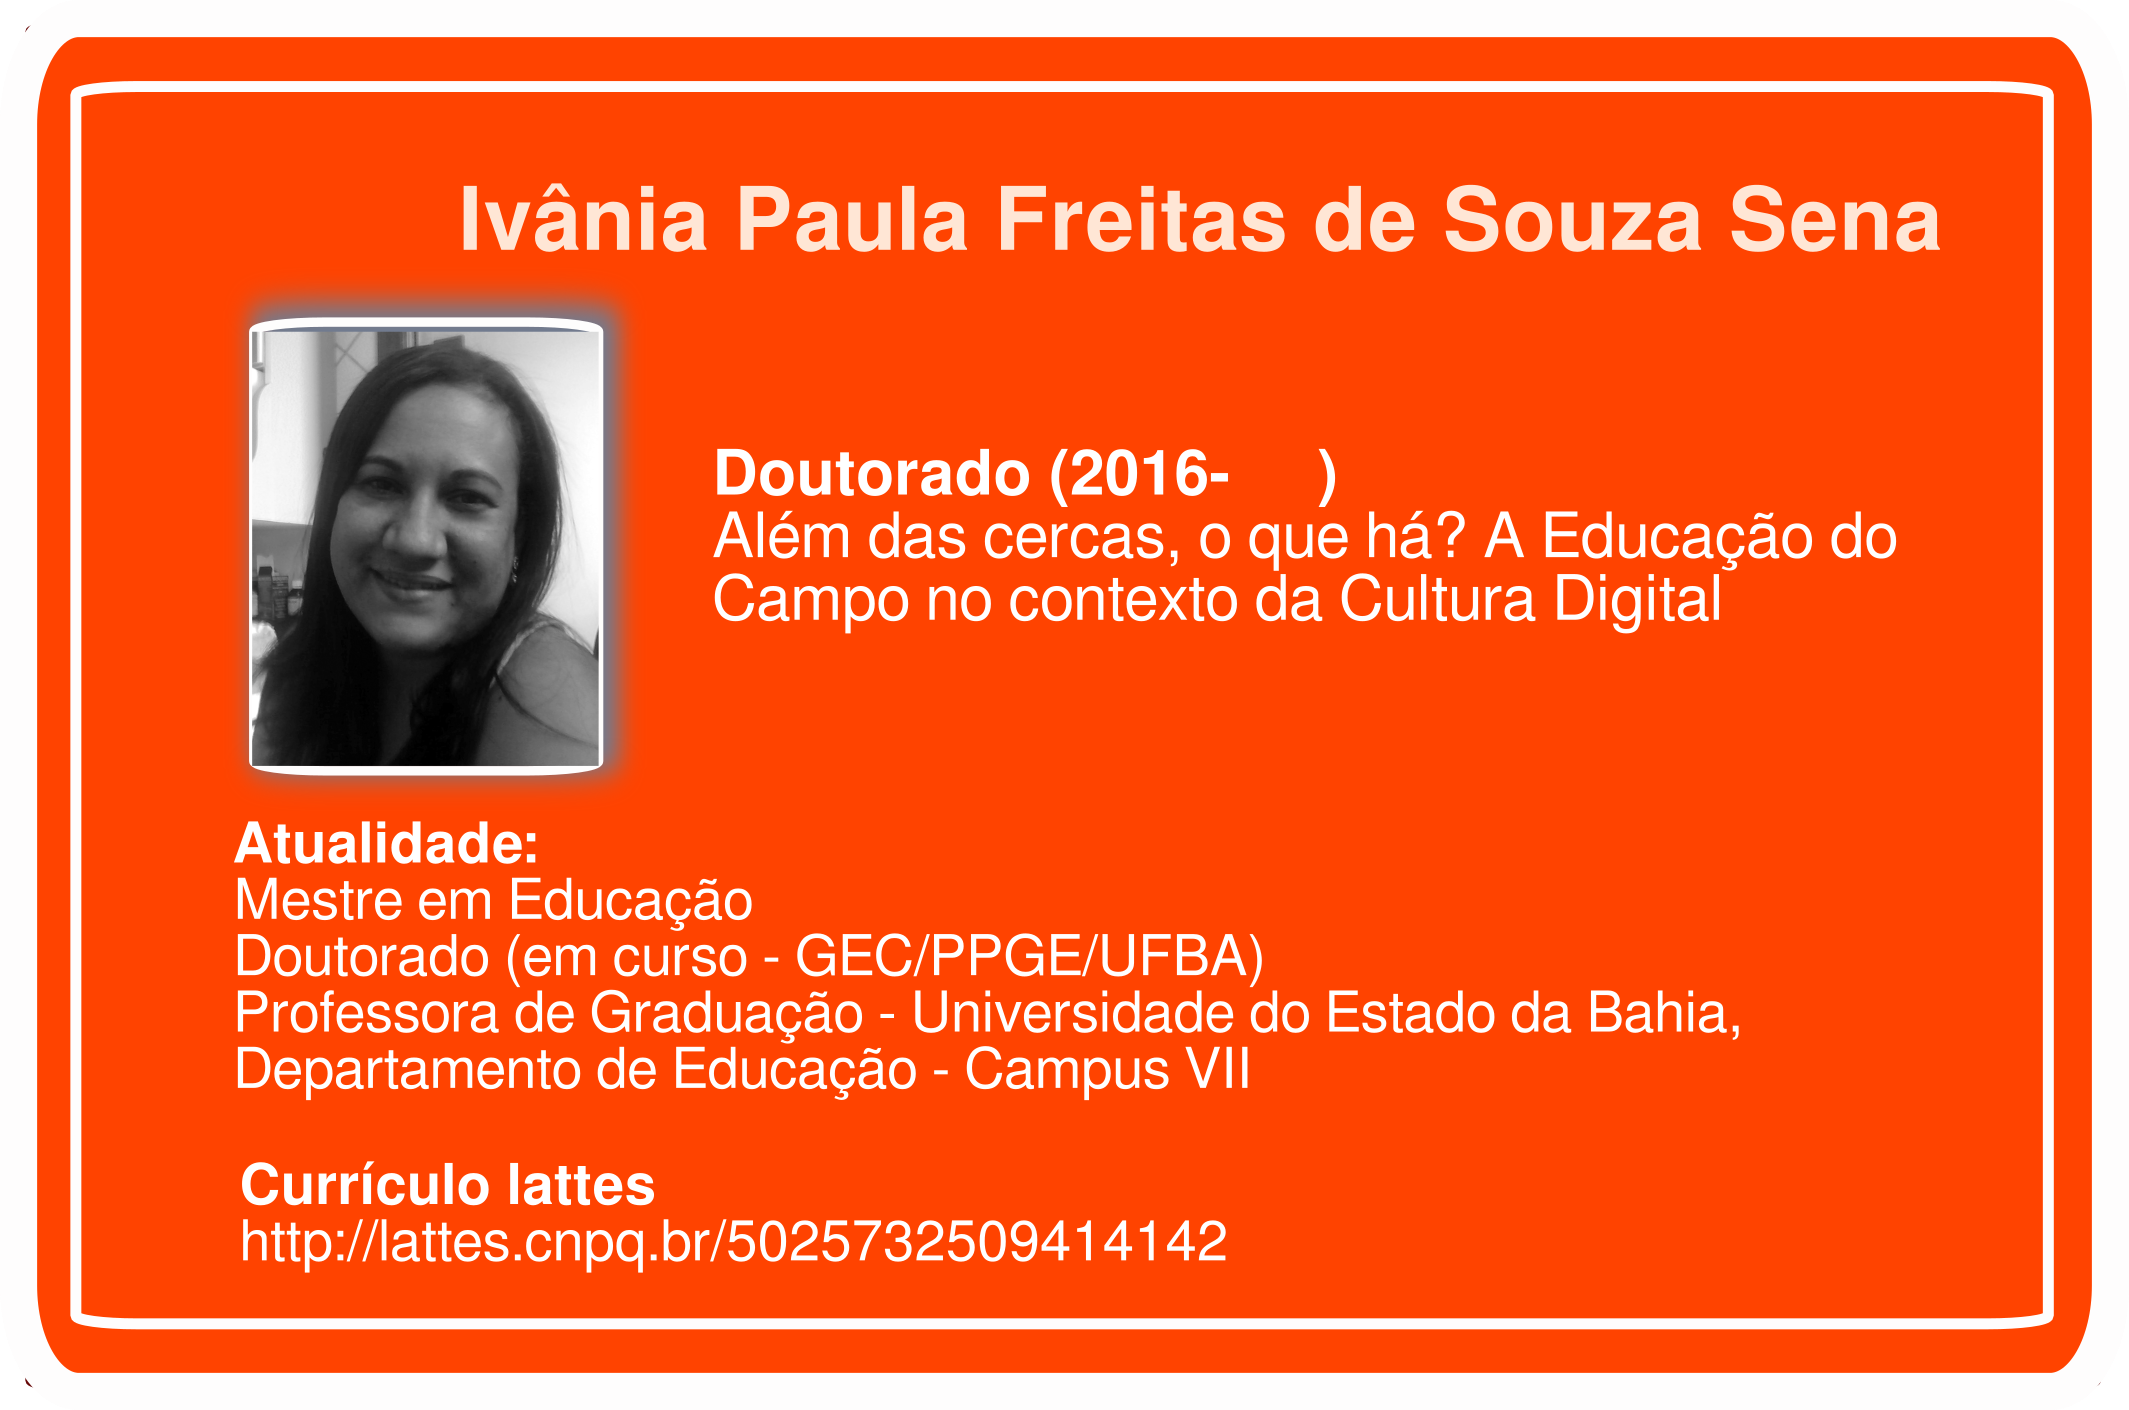 Ivânia Paula Freitas de Souza Sena
Doutorado (2016-     )
Além das cercas, o que há? A Educação do
Campo no contexto da Cultura Digital
Atualidade:
Mestre em Educação
Doutorado (em curso - GEC/PPGE/UFBA)
Professora de Graduação - Universidade do Estado da Bahia,
Departamento de Educação - Campus VII
Currículo lattes
http://lattes.cnpq.br/5025732509414142